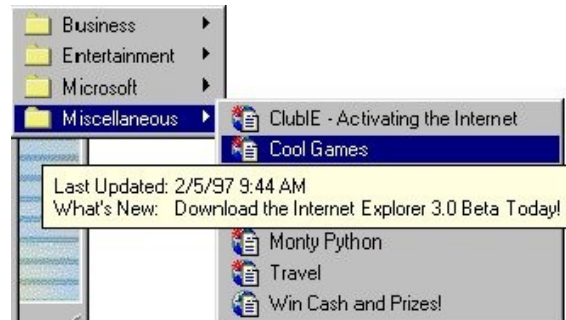 Business
Entertainment
Microsoft
Miscellaneous
ClubIE - Activating the Internet
Cool Games
Last Updated: 2/5/97 9:44 AM
What's New: Download the Internet Explorer 3.0 Beta Today!
Monty Python
Travel
Win Cash and Prizes!